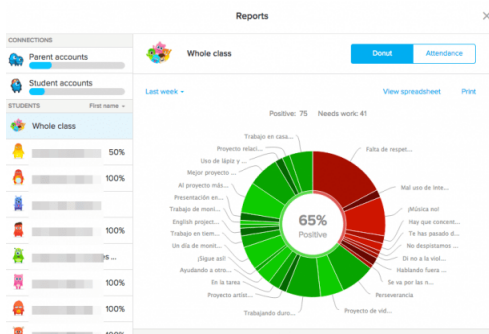 Reports
CONNECTIONS
Parent accounts
Student accounts
STUDENTS First name
Whole class
50%
100%
100%
100%
100%
Whole class
Donut
Attendance
Last week
View spreadsheet
Print
Positive: 75 Needs work: 41
Trabajo en casa...
Proyecto relaci...
Uso de lápiz y ...
Mejor proyecto ...
Al proyecto más...
Presentación en...
Trabajo de moni...
English project...
Trabajo en tiem...
Un día de monit...
¡Sigue así!
Ayudando a otro...
En la tarea
Proyecto artist...
Trabajando duro...
Falta de respet...
Mal uso de inte...
¡Música no!
Hay que concant...
Te has pasado d...
No despistamos ...
Di no a la viol...
Hablando fuera ...
Se va por las n...
Perseverancia
Proyecto de vid...
65%
Positive